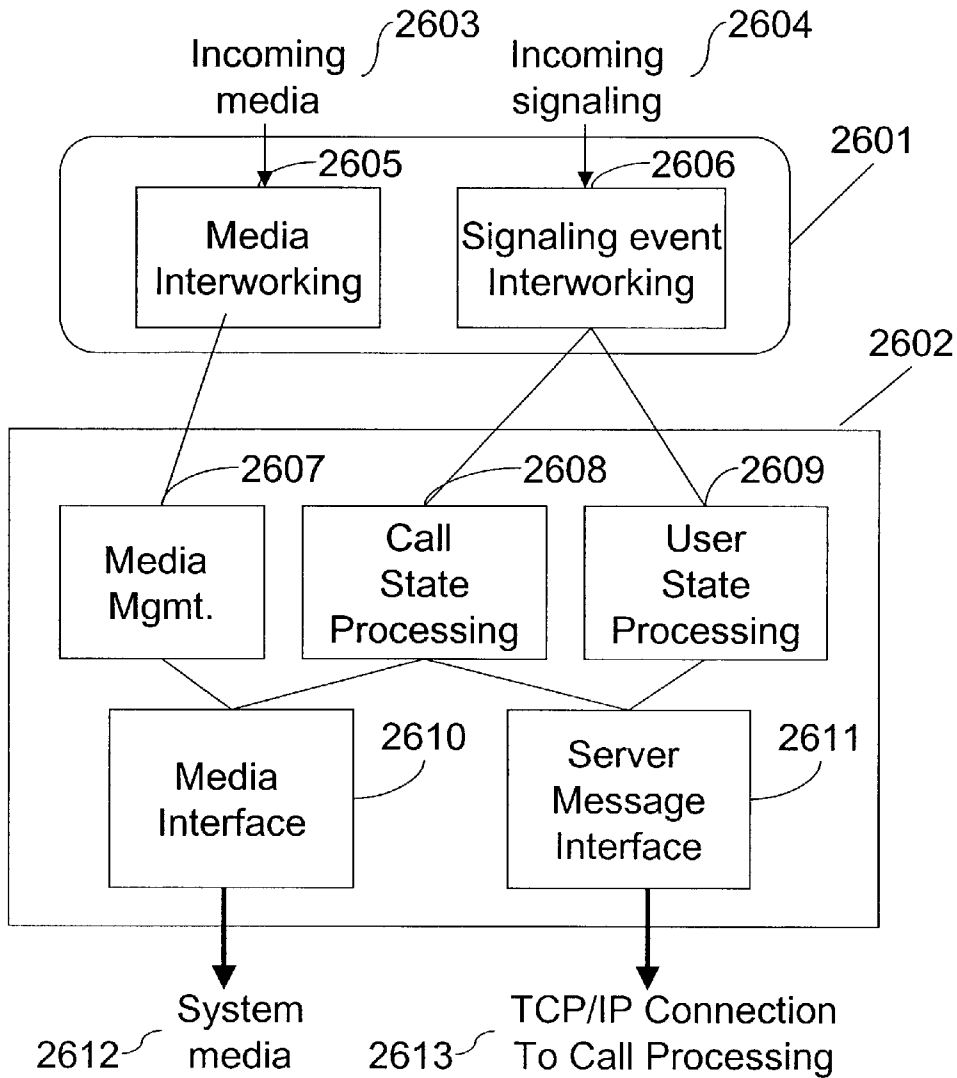 2603
2604
Incoming
media
Incoming
signaling
2601
2605
2606
Media
Interworking
Signaling event
Interworking
2602
2607
2608
2609
Media
Mgmt.
Call
State
Processing
User
State
Processing
2610
2611
Media
Interface
Server
Message
Interface
System
media
2612
TCP/IP Connection
To Call Processing
2613